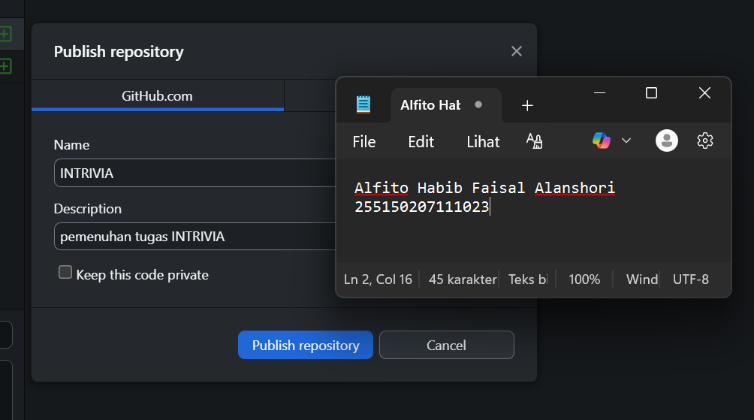 Publish repository
GitHub.com
Name
INTRIVIA
Description
pemenuhan tugas INTRIVIA
Keep this code private
Publish repository
Cancel
Alfito Hab
File
Edit
Lihat
Alfito Habib Faisal Alanshori
255150207111023
Ln 2, Col 16
45 karakter
Teks bi
100%
Wind
UTF-8